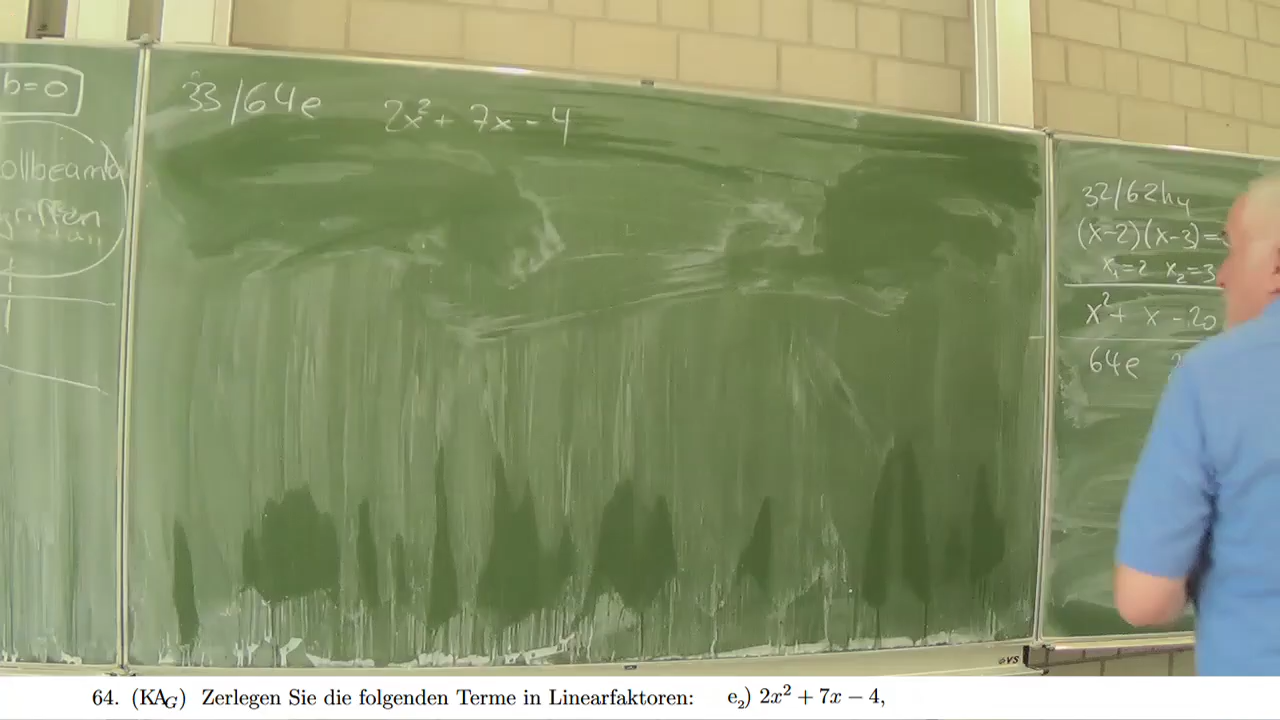 b=0
griffen
33/64e 2x²+7x-4
32/62h4
(x-2)(x-3)=
x₁=2 x₂=3
x²+ x -20
64e
VS
64. (KA_G) Zerlegen Sie die folgenden Terme in Linearfaktoren: e₂) 2x² + 7x − 4,